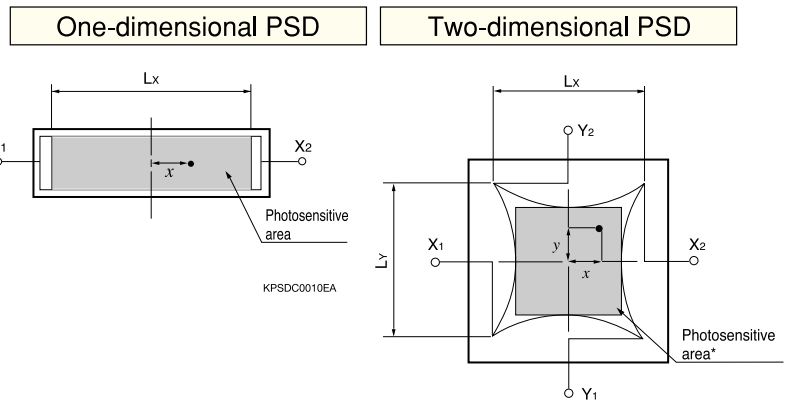 One-dimensional PSD
Two-dimensional PSD
LX
1
X2
x
Photosensitive
area
KPSDC0010EA
LX
Y2
LY
X1
X2
y
x
Photosensitive
area*
Y1